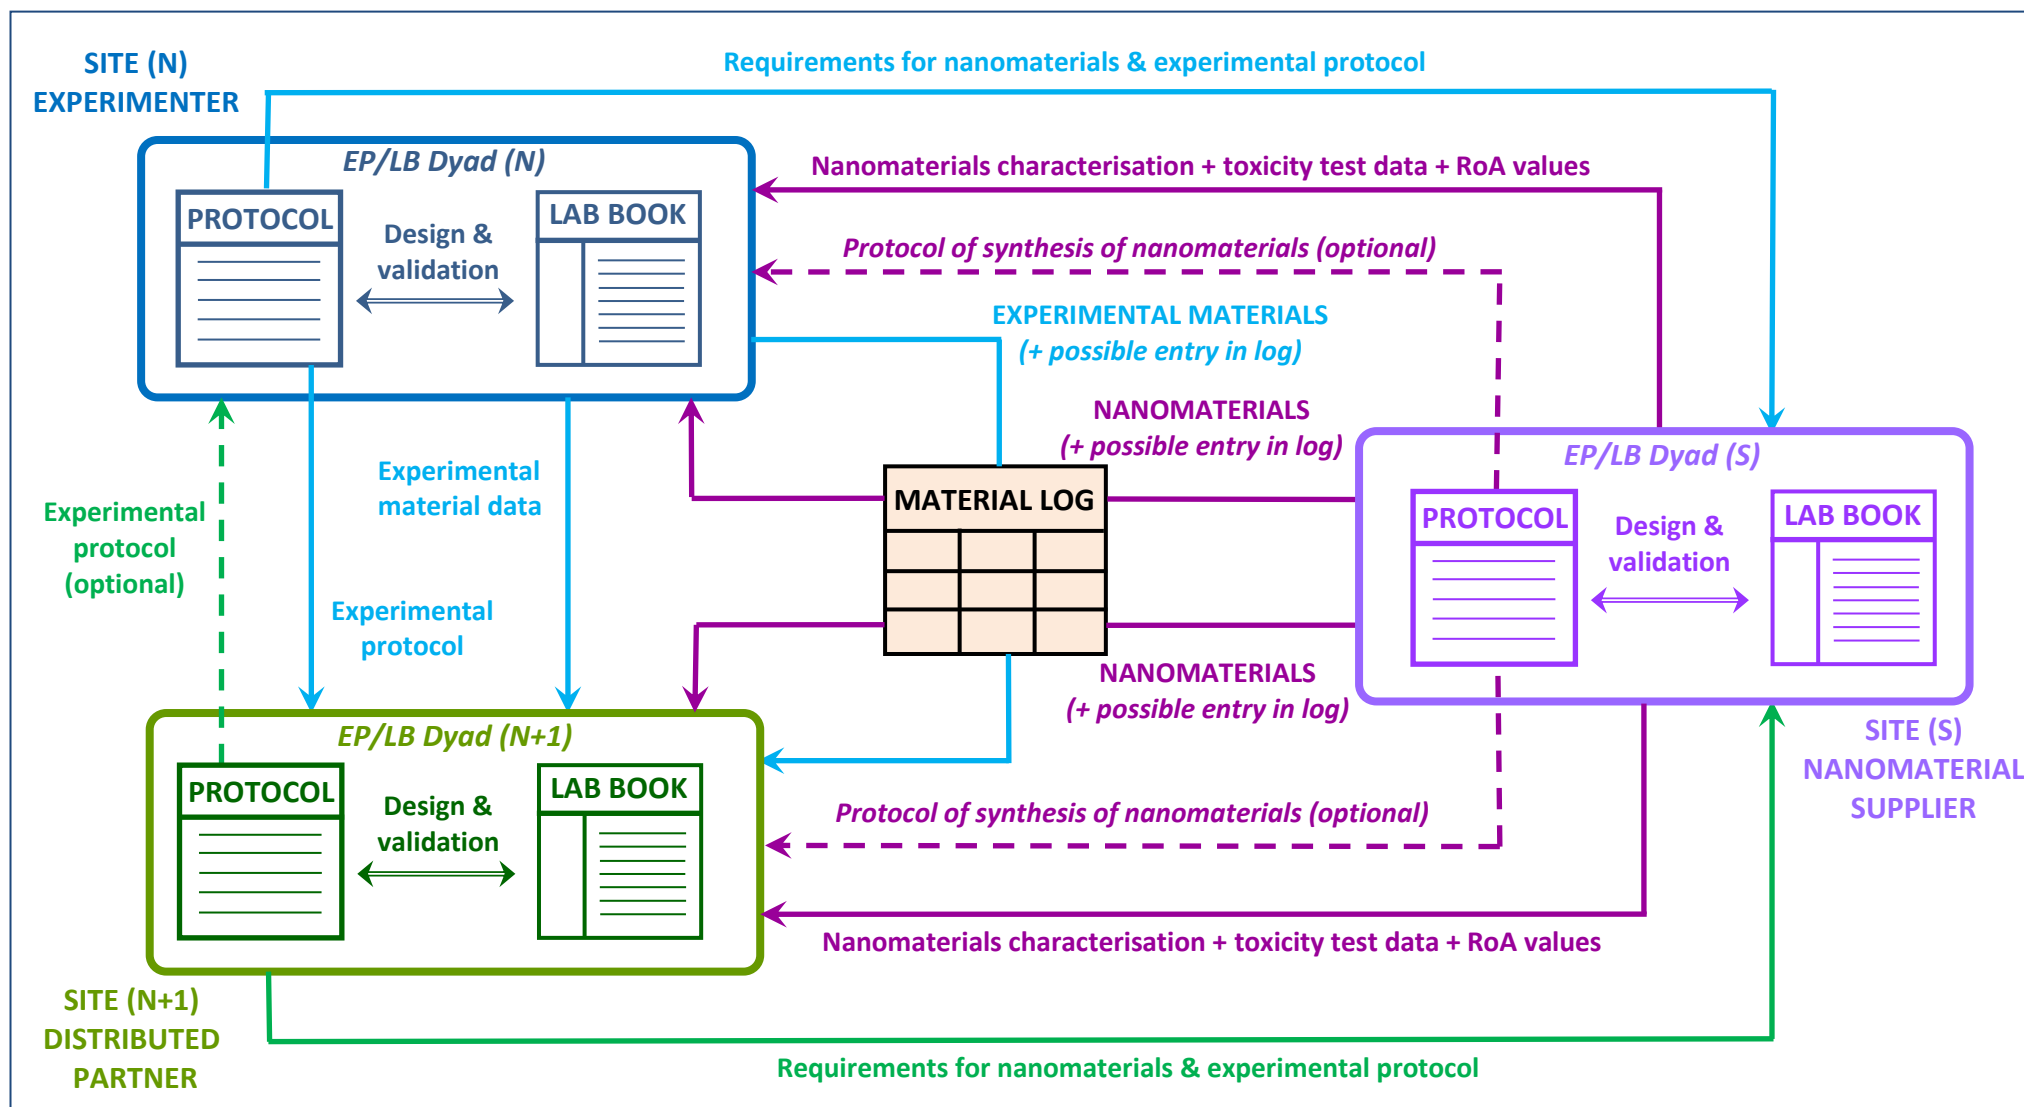 SITE (N)
EXPERIMENTER
Requirements for nanomaterials & experimental protocol
EP/LB Dyad (N)
PROTOCOL
Design &
validation
LAB BOOK
Nanomaterials characterisation + toxicity test data + RoA values
Protocol of synthesis of nanomaterials (optional)
EXPERIMENTAL MATERIALS
(+ possible entry in log)
NANOMATERIALS
(+ possible entry in log)
Experimental
material data
Experimental
protocol
(optional)
Experimental
protocol
MATERIAL LOG
EP/LB Dyad (S)
PROTOCOL
Design &
validation
LAB BOOK
NANOMATERIALS
(+ possible entry in log)
SITE (S)
NANOMATERIAL
SUPPLIER
EP/LB Dyad (N+1)
PROTOCOL
Design &
validation
LAB BOOK
Protocol of synthesis of nanomaterials (optional)
Nanomaterials characterisation + toxicity test data + RoA values
SITE (N+1)
DISTRIBUTED
PARTNER
Requirements for nanomaterials & experimental protocol